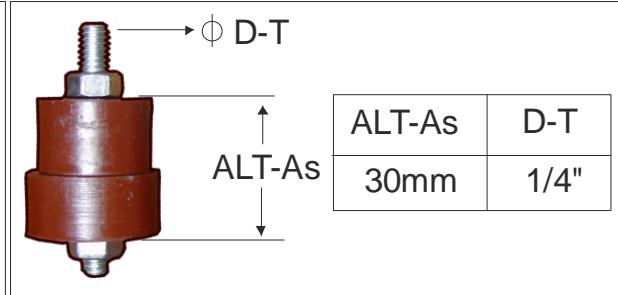 ⌀ D-T
ALT-As
ALT-As D-T
30mm 1/4"